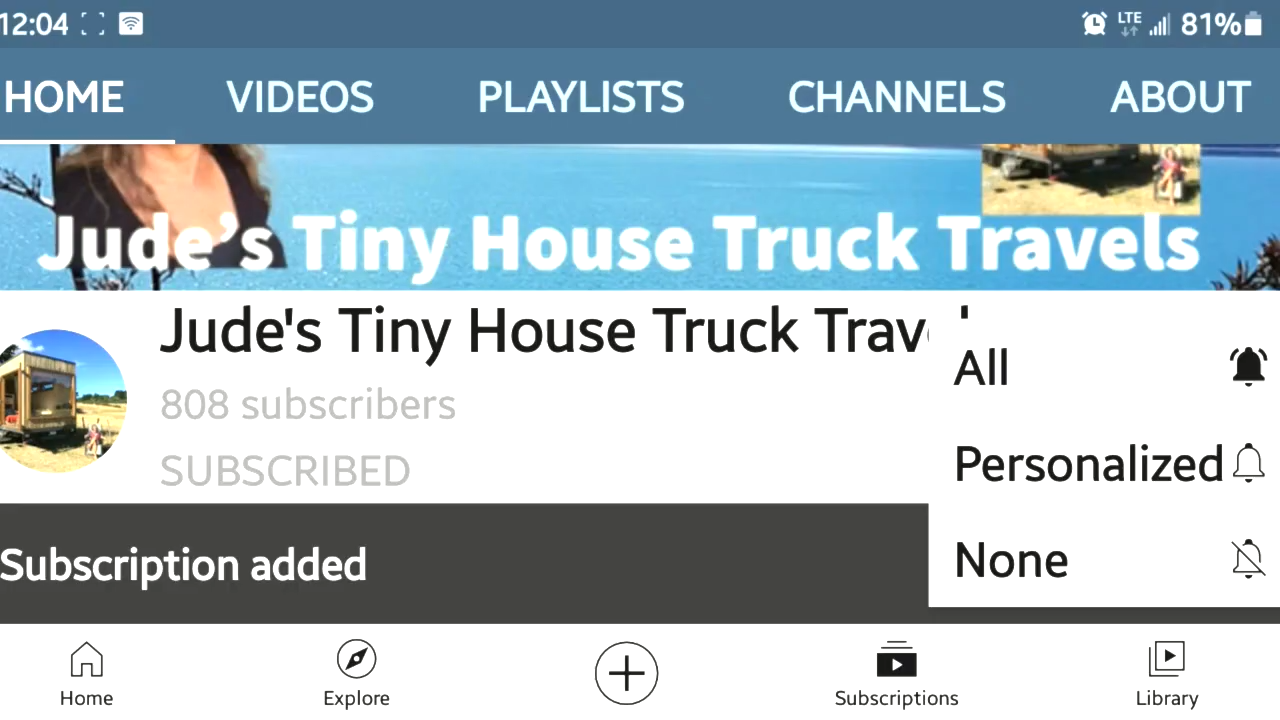 12:04 LTE 81%
HOME VIDEOS PLAYLISTS CHANNELS ABOUT
Jude's Tiny House Truck Travels
Jude's Tiny House Truck Trav
808 subscribers
SUBSCRIBED
All
Personalized
None
Subscription added
Home Explore Subscriptions Library